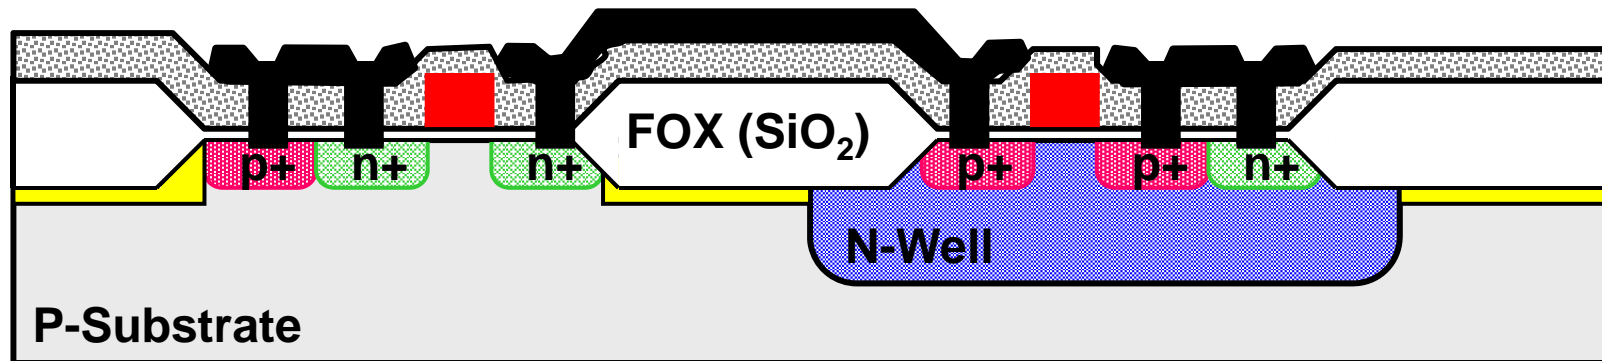 FOX (SiO₂)
p+ n+ n+ p+ p+ n+
N-Well
P-Substrate